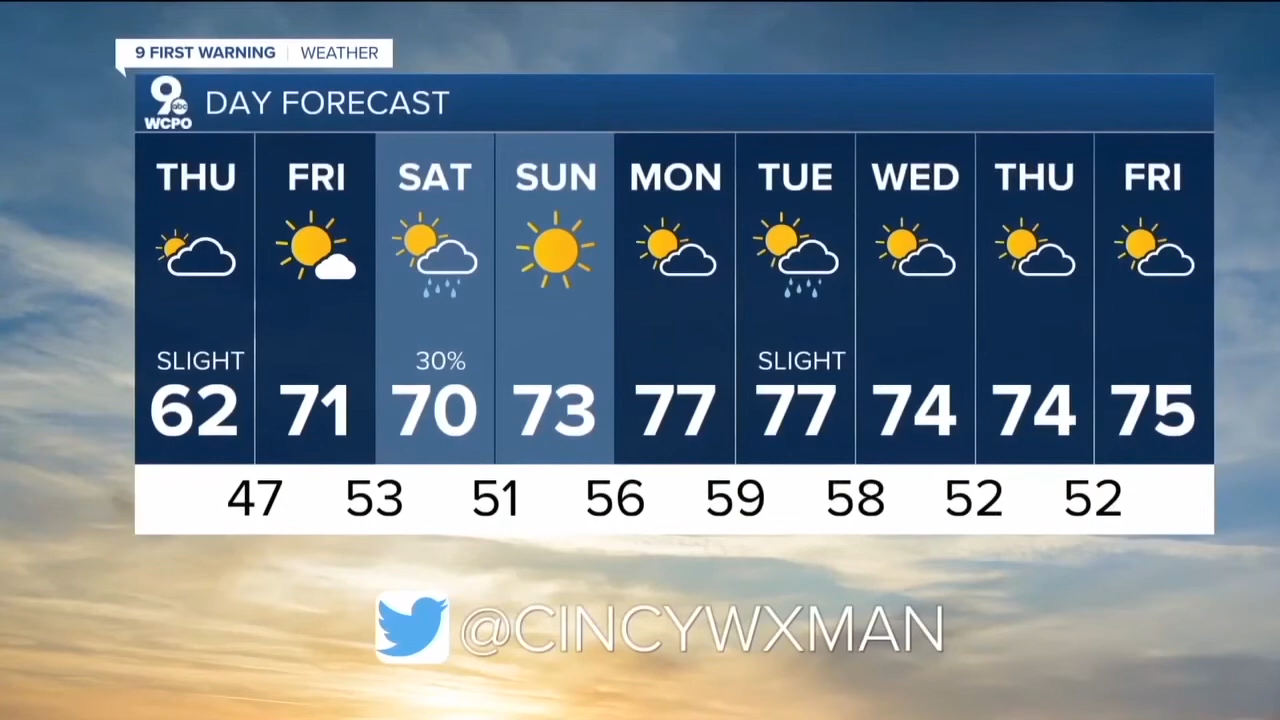 9 FIRST WARNING | WEATHER
9 abc WCPO DAY FORECAST
THU FRI SAT SUN MON TUE WED THU FRI
SLIGHT 30% SLIGHT
62 71 70 73 77 77 74 74 75
47 53 51 56 59 58 52 52
@CINCYWXMAN